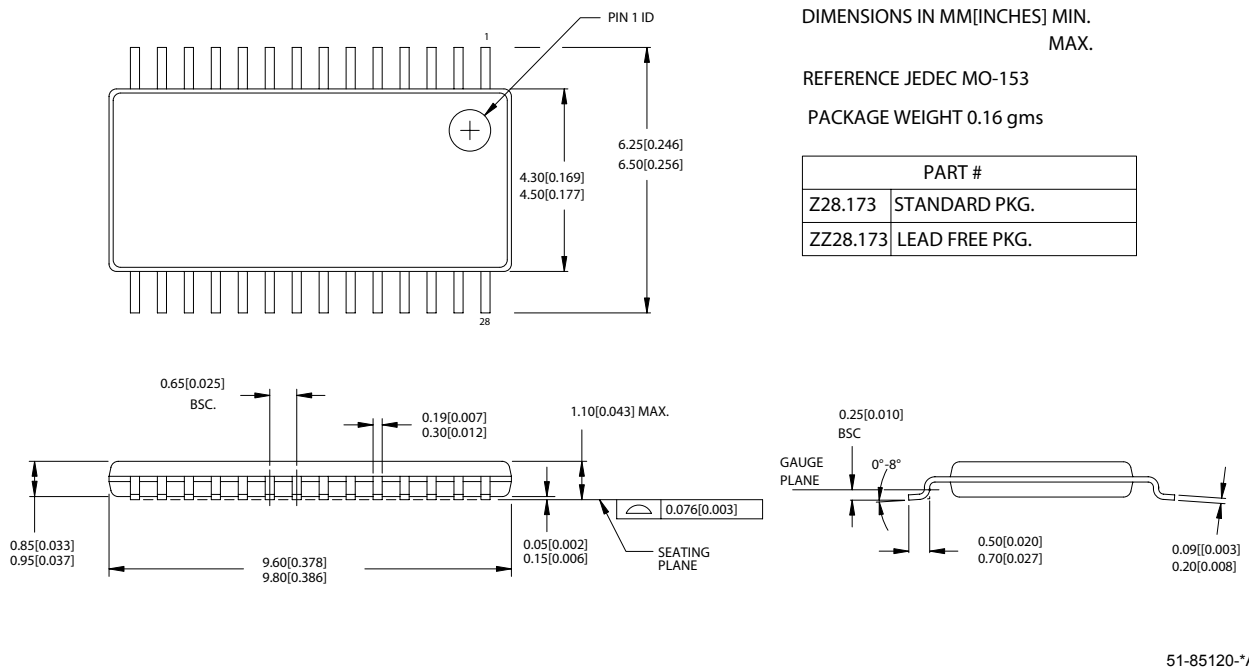 PIN 1 ID
DIMENSIONS IN MM[INCHES] MIN.
MAX.
REFERENCE JEDEC MO-153
PACKAGE WEIGHT 0.16 gms
PART #
Z28.173 STANDARD PKG.
ZZ28.173 LEAD FREE PKG.
1
6.25[0.246]
6.50[0.256]
4.30[0.169]
4.50[0.177]
28
0.65[0.025]
BSC.
0.19[0.007]
0.30[0.012]
1.10[0.043] MAX.
0.25[0.010]
BSC
GAUGE
PLANE
0°-8°
0.076[0.003]
0.85[0.033]
0.95[0.037]
9.60[0.378]
9.80[0.386]
0.05[0.002]
0.15[0.006]
SEATING
PLANE
0.50[0.020]
0.70[0.027]
0.09[[0.003]
0.20[0.008]